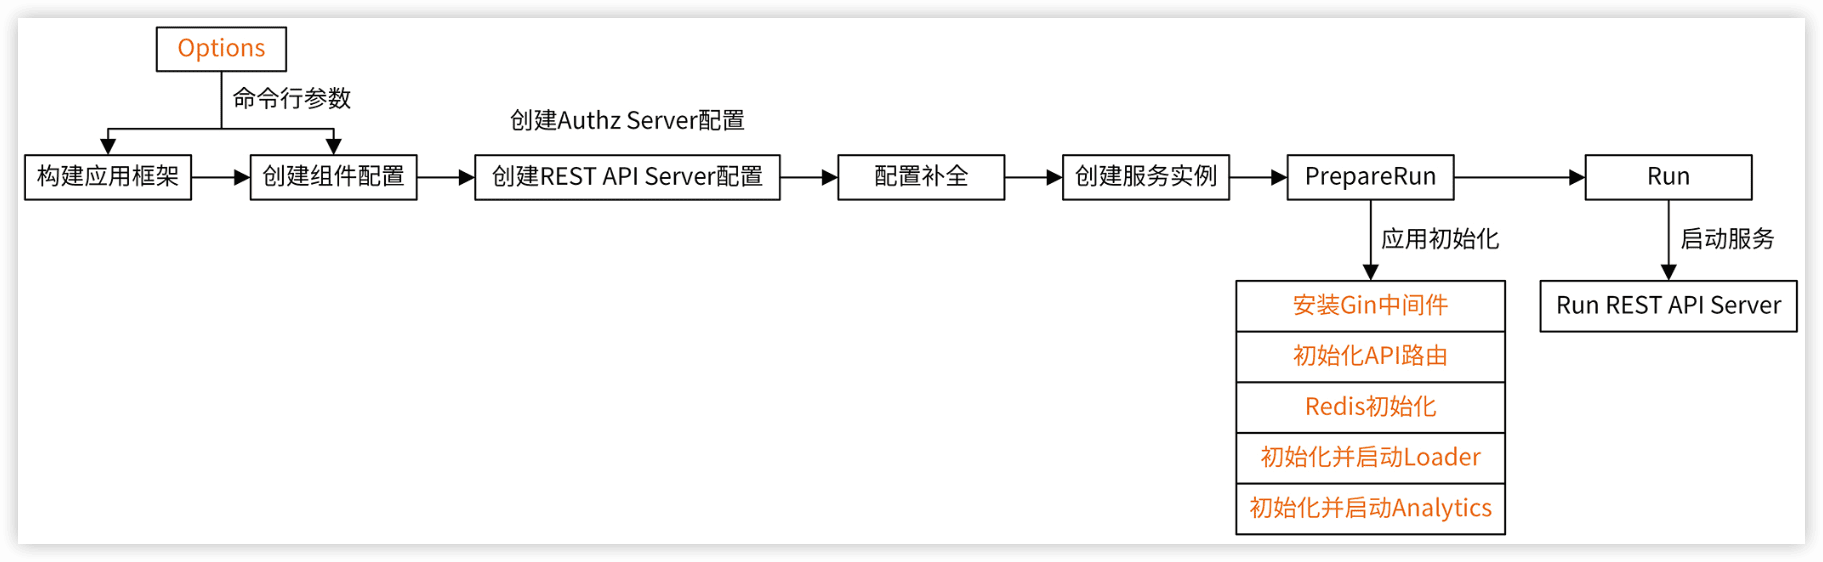 Options
命令行参数
创建Authz Server配置
构建应用框架
创建组件配置
创建REST API Server配置
配置补全
创建服务实例
PrepareRun
Run
应用初始化
启动服务
安装Gin中间件
Run REST API Server
初始化API路由
Redis初始化
初始化并启动Loader
初始化并启动Analytics